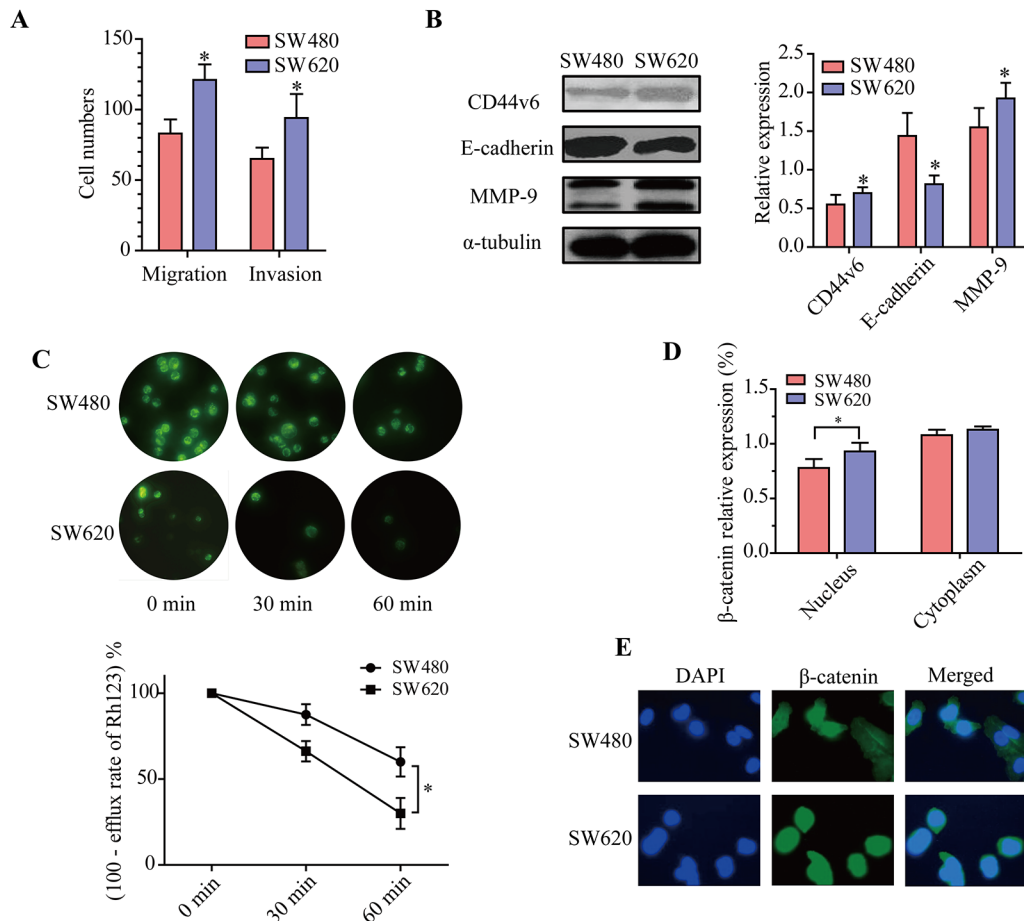 A
Cell numbers
150
100
50
0
SW480
SW620
*
*
Migration Invasion
B
SW480 SW620
CD44v6
E-cadherin
MMP-9
α-tubulin
Relative expression
2.5
2.0
1.5
1.0
0.5
0.0
SW480
SW620
*
*
*
CD44v6
E-cadherin
MMP-9
C
SW480
SW620
0 min 30 min 60 min
(100 - efflux rate of Rh123) %
100
50
0
SW480
SW620
*
0 min
30 min
60 min
D
β-catenin relative expression (%)
1.5
1.0
0.5
0.0
SW480
SW620
*
Nucleus
Cytoplasm
E
DAPI β-catenin Merged
SW480
SW620